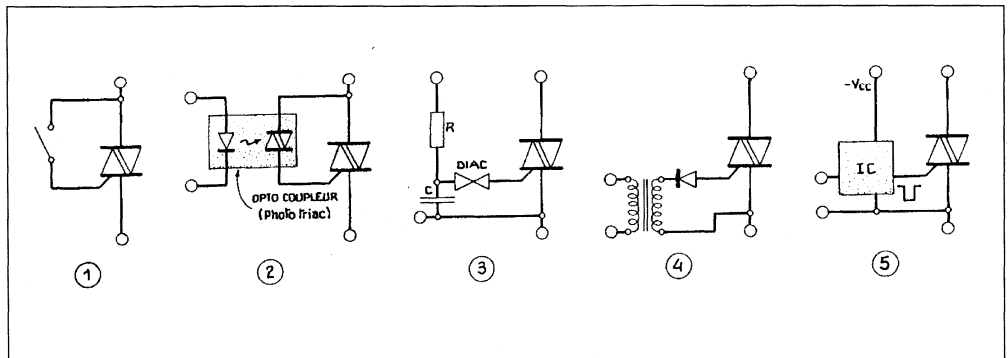 OPTO COUPLEUR
(Photo Triac)
R
C
DIAC
-Vcc
IC
1
2
3
4
5